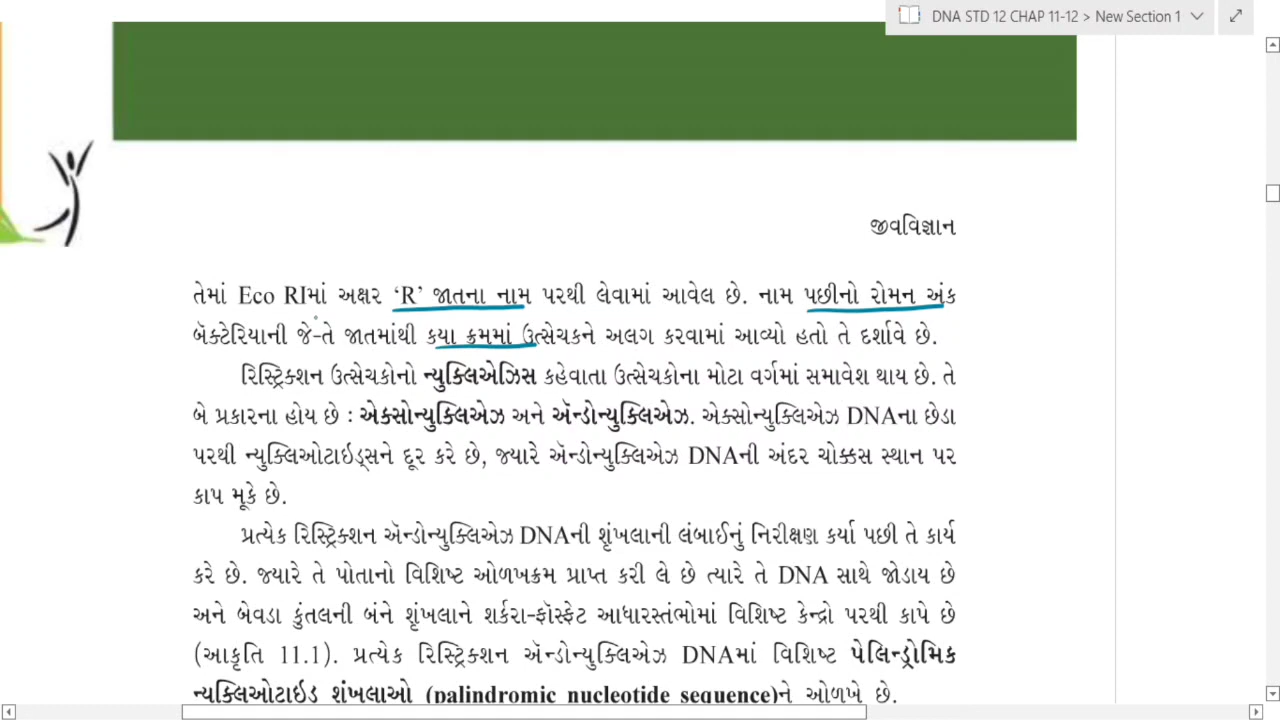 DNA STD 12 CHAP 11-12 > New Section 1
જીવવિજ્ઞાન
તેમાં Eco RIમાં અક્ષર ‘R’ જાતના નામ પરથી લેવામાં આવેલ છે. નામ પછીનો રોમન અંક
બૅક્ટેરિયાની જે-તે જાતમાંથી કયા ક્રમમાં ઉત્સેચકને અલગ કરવામાં આવ્યો હતો તે દર્શાવે છે.
રિસ્ટ્રિક્શન ઉત્સેચકોનો ન્યુક્લિએઝિસ કહેવાતા ઉત્સેચકોના મોટા વર્ગમાં સમાવેશ થાય છે. તે
બે પ્રકારના હોય છે : એક્સોન્યુક્લિએઝ અને ઍન્ડોન્યુક્લિએઝ. એક્સોન્યુક્લિએઝ DNAના છેડા
પરથી ન્યુક્લિઓટાઇડ્સને દૂર કરે છે, જ્યારે ઍન્ડોન્યુક્લિએઝ DNAની અંદર ચોક્કસ સ્થાન પર
કાપ મૂકે છે.
પ્રત્યેક રિસ્ટ્રિક્શન ઍન્ડોન્યુક્લિએઝ DNAની શૃંખલાની લંબાઈનું નિરીક્ષણ કર્યા પછી તે કાર્ય
કરે છે. જ્યારે તે પોતાનો વિશિષ્ટ ઓળખક્રમ પ્રાપ્ત કરી લે છે ત્યારે તે DNA સાથે જોડાય છે
અને બેવડા કુંતલની બંને શૃંખલાને શર્કરા-ફૉસ્ફેટ આધારસ્તંભોમાં વિશિષ્ટ કેન્દ્રો પરથી કાપે છે
(આકૃતિ 11.1). પ્રત્યેક રિસ્ટ્રિક્શન ઍન્ડોન્યુક્લિએઝ DNAમાં વિશિષ્ટ પેલિન્ડ્રોમિક
ન્યુક્લિઓટાઇડ શૃંખલાઓ (palindromic nucleotide sequence)ને ઓળખે છે.